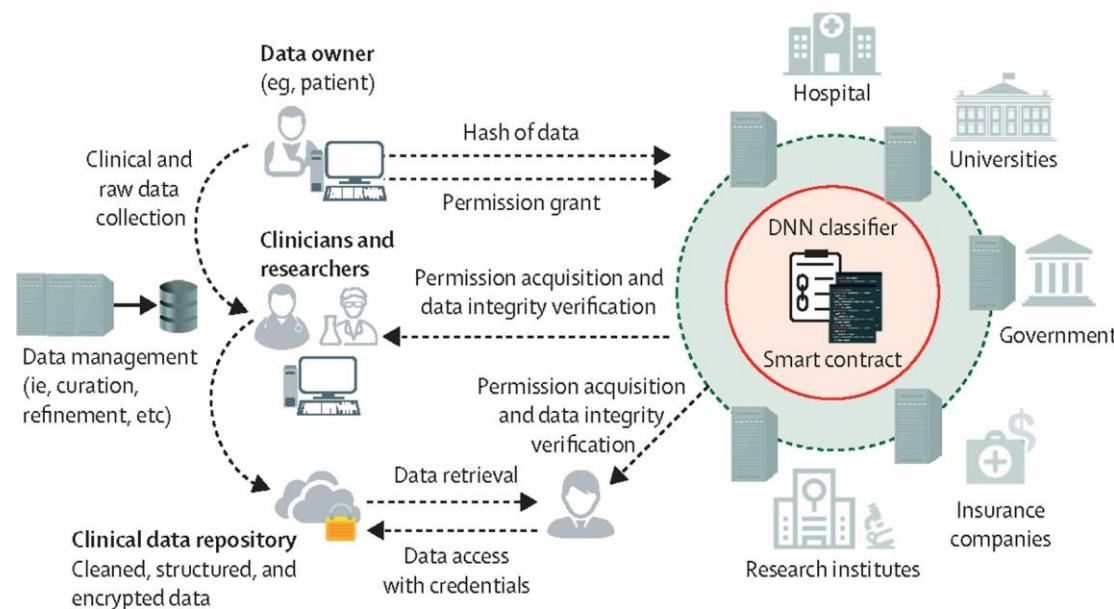 Data owner
(eg, patient)
Clinical and
raw data
collection
Hash of data
Permission grant
Hospital
Universities
Government
Insurance
companies
Research institutes
DNN classifier
Smart contract
Clinicians and
researchers
Permission acquisition and
data integrity verification
Data management
(ie, curation,
refinement, etc)
Permission acquisition
and data integrity
verification
Data retrieval
Data access
with credentials
Clinical data repository
Cleaned, structured, and
encrypted data